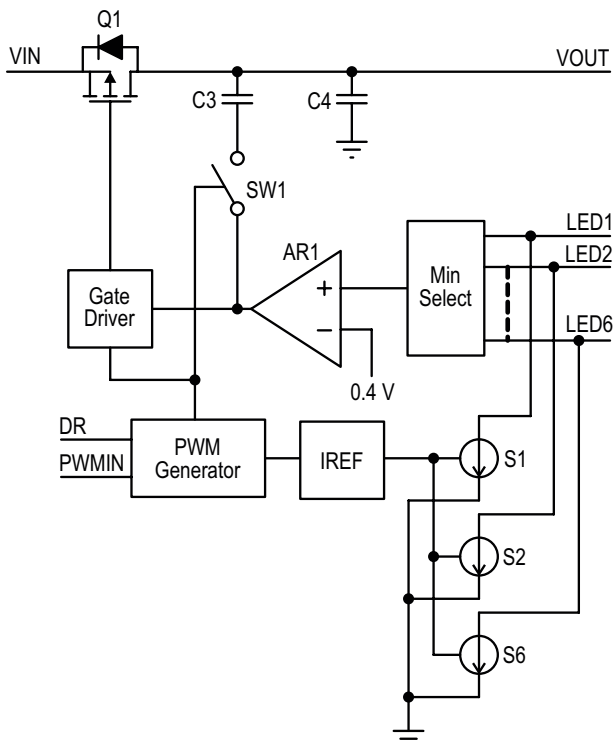 Q1
VIN
VOUT
C3
C4
SW1
LED1
AR1
LED2
Min
Select
+
Gate
Driver
−
LED6
0.4 V
DR
PWM
Generator
IREF
S1
PWMIN
S2
S6